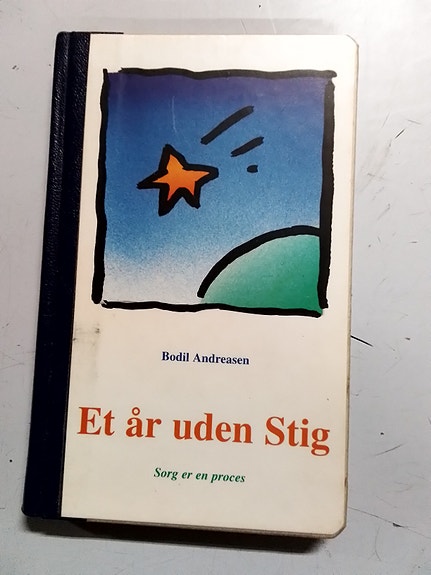 Bodil Andreasen
Et år uden Stig
Sorg er en proces